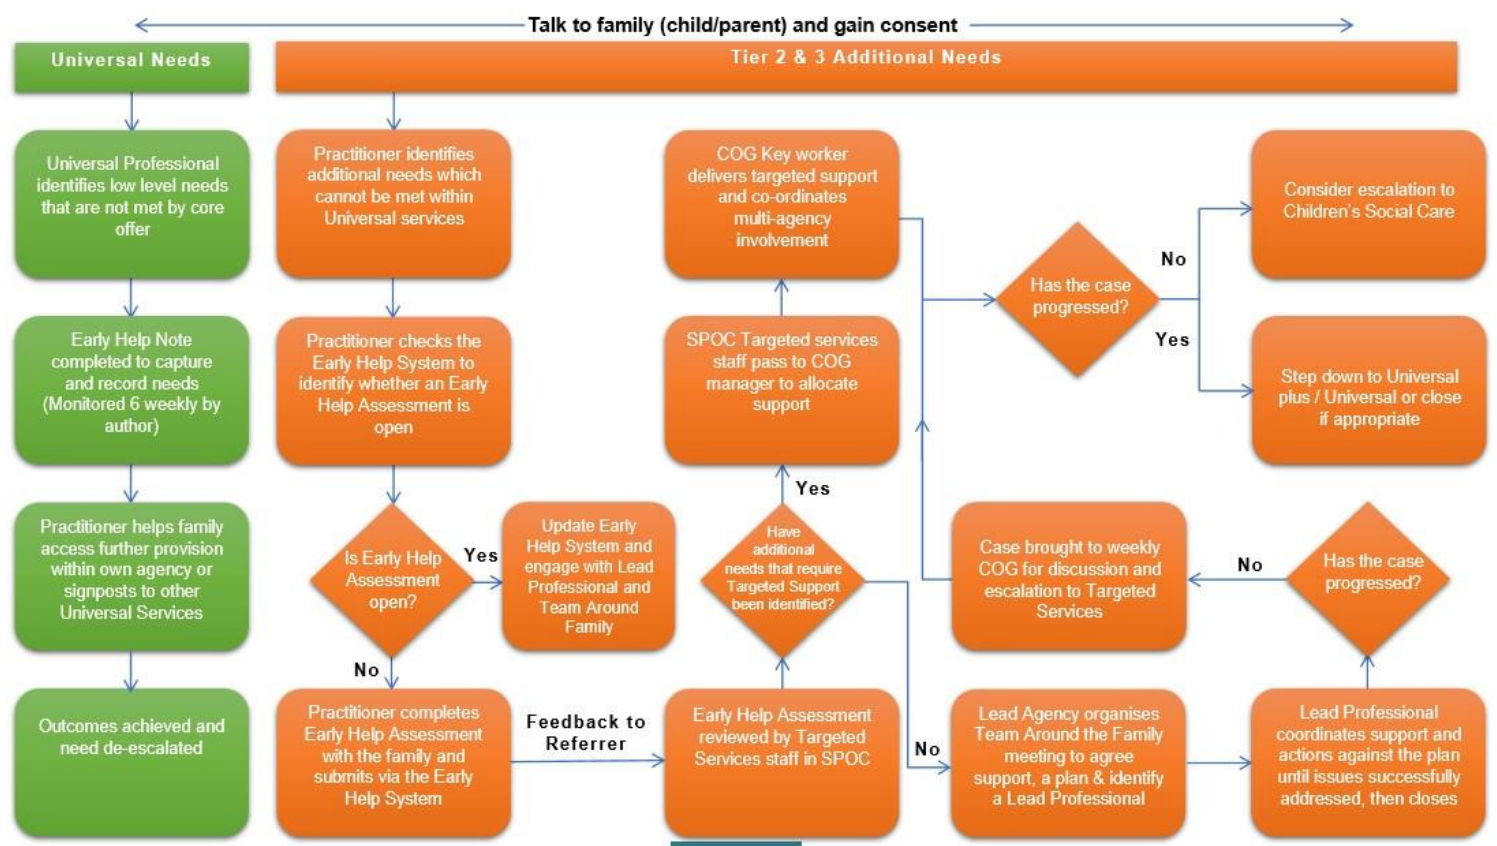 Talk to family (child/parent) and gain consent
Universal Needs
Tier 2 & 3 Additional Needs
Universal Professional
identifies low level needs
that are not met by core
offer
Early Help Note
completed to capture
and record needs
(Monitored 6 weekly by
author)
Practitioner helps family
access further provision
within own agency or
signposts to other
Universal Services
Outcomes achieved and
need de-escalated
Practitioner identifies
additional needs which
cannot be met within
Universal services
Practitioner checks the
Early Help System to
identify whether an Early
Help Assessment is
open
Is Early Help
Assessment
open?
Yes
Update Early
Help System and
engage with Lead
Professional and
Team Around
Family
No
Practitioner completes
Early Help Assessment
with the family and
submits via the Early
Help System
Feedback to
Referrer
Early Help Assessment
reviewed by Targeted
Services staff in SPOC
Have
additional
needs that require
Targeted Support
been identified?
Yes
SPOC Targeted services
staff pass to COG
manager to allocate
support
COG Key worker
delivers targeted support
and co-ordinates
multi-agency
involvement
No
Lead Agency organises
Team Around the Family
meeting to agree
support, a plan & identify
a Lead Professional
Lead Professional
coordinates support and
actions against the plan
until issues successfully
addressed, then closes
Has the case
progressed?
No
Case brought to weekly
COG for discussion and
escalation to Targeted
Services
Has the case
progressed?
No
Consider escalation to
Children's Social Care
Yes
Step down to Universal
plus / Universal or close
if appropriate